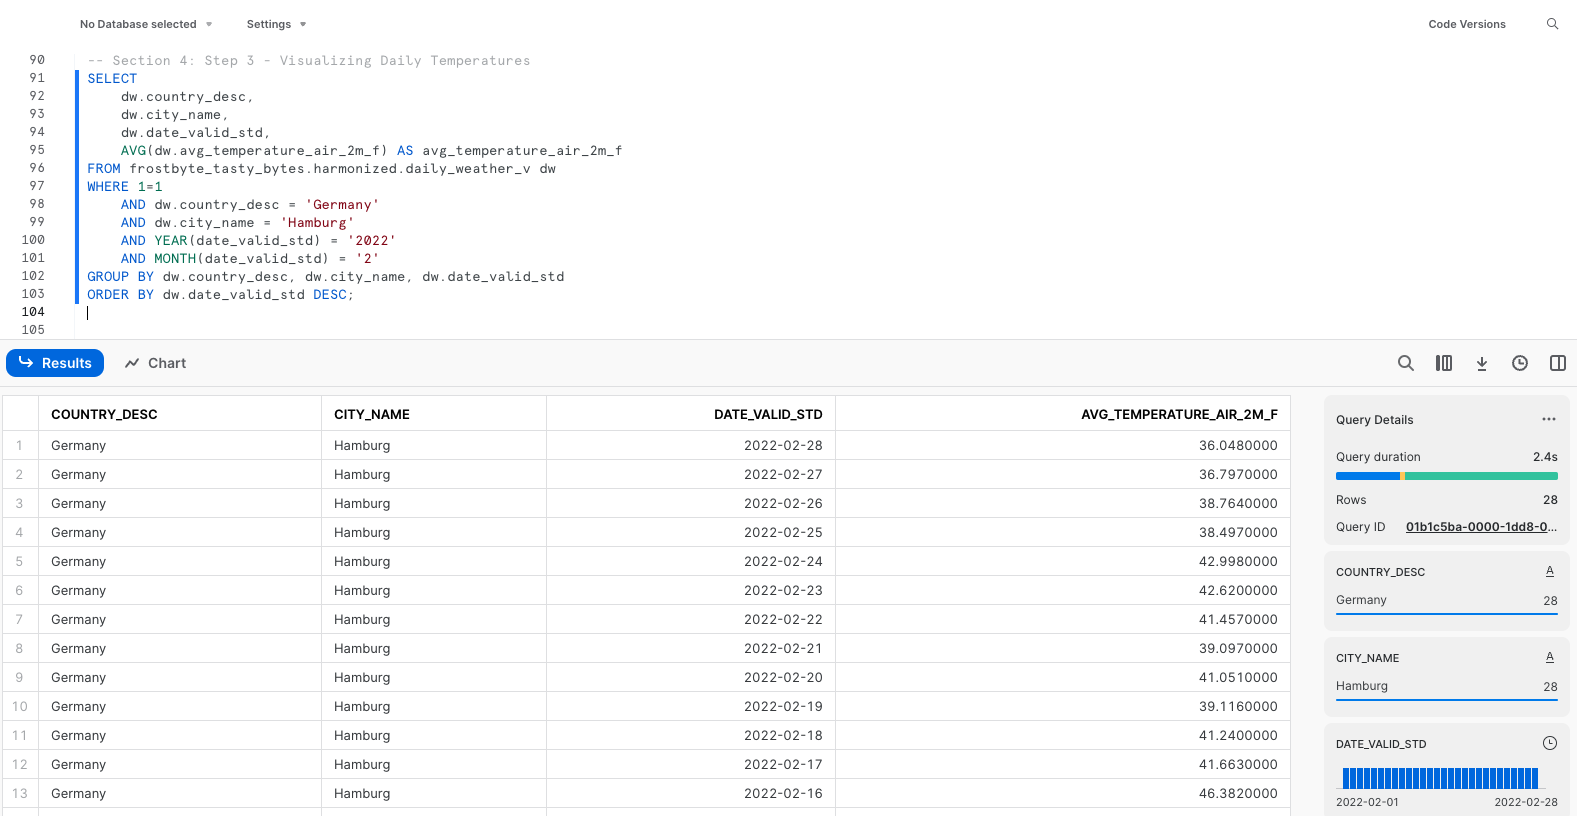 No Database selected Settings Code Versions
90 -- Section 4: Step 3 - Visualizing Daily Temperatures
91 SELECT
92 dw.country_desc,
93 dw.city_name,
94 dw.date_valid_std,
95 AVG(dw.avg_temperature_air_2m_f) AS avg_temperature_air_2m_f
96 FROM frostbyte_tasty_bytes.harmonized.daily_weather_v dw
97 WHERE 1=1
98 AND dw.country_desc = 'Germany'
99 AND dw.city_name = 'Hamburg'
100 AND YEAR(date_valid_std) = '2022'
101 AND MONTH(date_valid_std) = '2'
102 GROUP BY dw.country_desc, dw.city_name, dw.date_valid_std
103 ORDER BY dw.date_valid_std DESC;
104
105
Results Chart
COUNTRY_DESC CITY_NAME DATE_VALID_STD AVG_TEMPERATURE_AIR_2M_F
1 Germany Hamburg 2022-02-28 36.0480000
2 Germany Hamburg 2022-02-27 36.7970000
3 Germany Hamburg 2022-02-26 38.7640000
4 Germany Hamburg 2022-02-25 38.4970000
5 Germany Hamburg 2022-02-24 42.9980000
6 Germany Hamburg 2022-02-23 42.6200000
7 Germany Hamburg 2022-02-22 41.4570000
8 Germany Hamburg 2022-02-21 39.0970000
9 Germany Hamburg 2022-02-20 41.0510000
10 Germany Hamburg 2022-02-19 39.1160000
11 Germany Hamburg 2022-02-18 41.2400000
12 Germany Hamburg 2022-02-17 41.6630000
13 Germany Hamburg 2022-02-16 46.3820000
Query Details ...
Query duration 2.4s
Rows 28
Query ID 01b1c5ba-0000-1dd8-0...
COUNTRY_DESC A
Germany 28
CITY_NAME A
Hamburg 28
DATE_VALID_STD
2022-02-01 2022-02-28